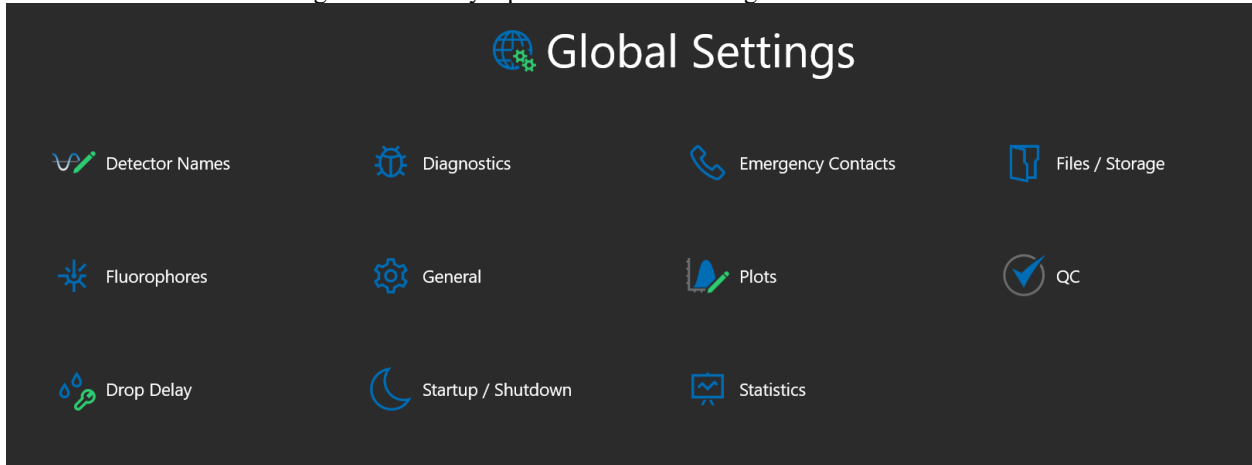 Global Settings
Detector Names Diagnostics Emergency Contacts Files / Storage
Fluorophores General Plots QC
Drop Delay Startup / Shutdown Statistics